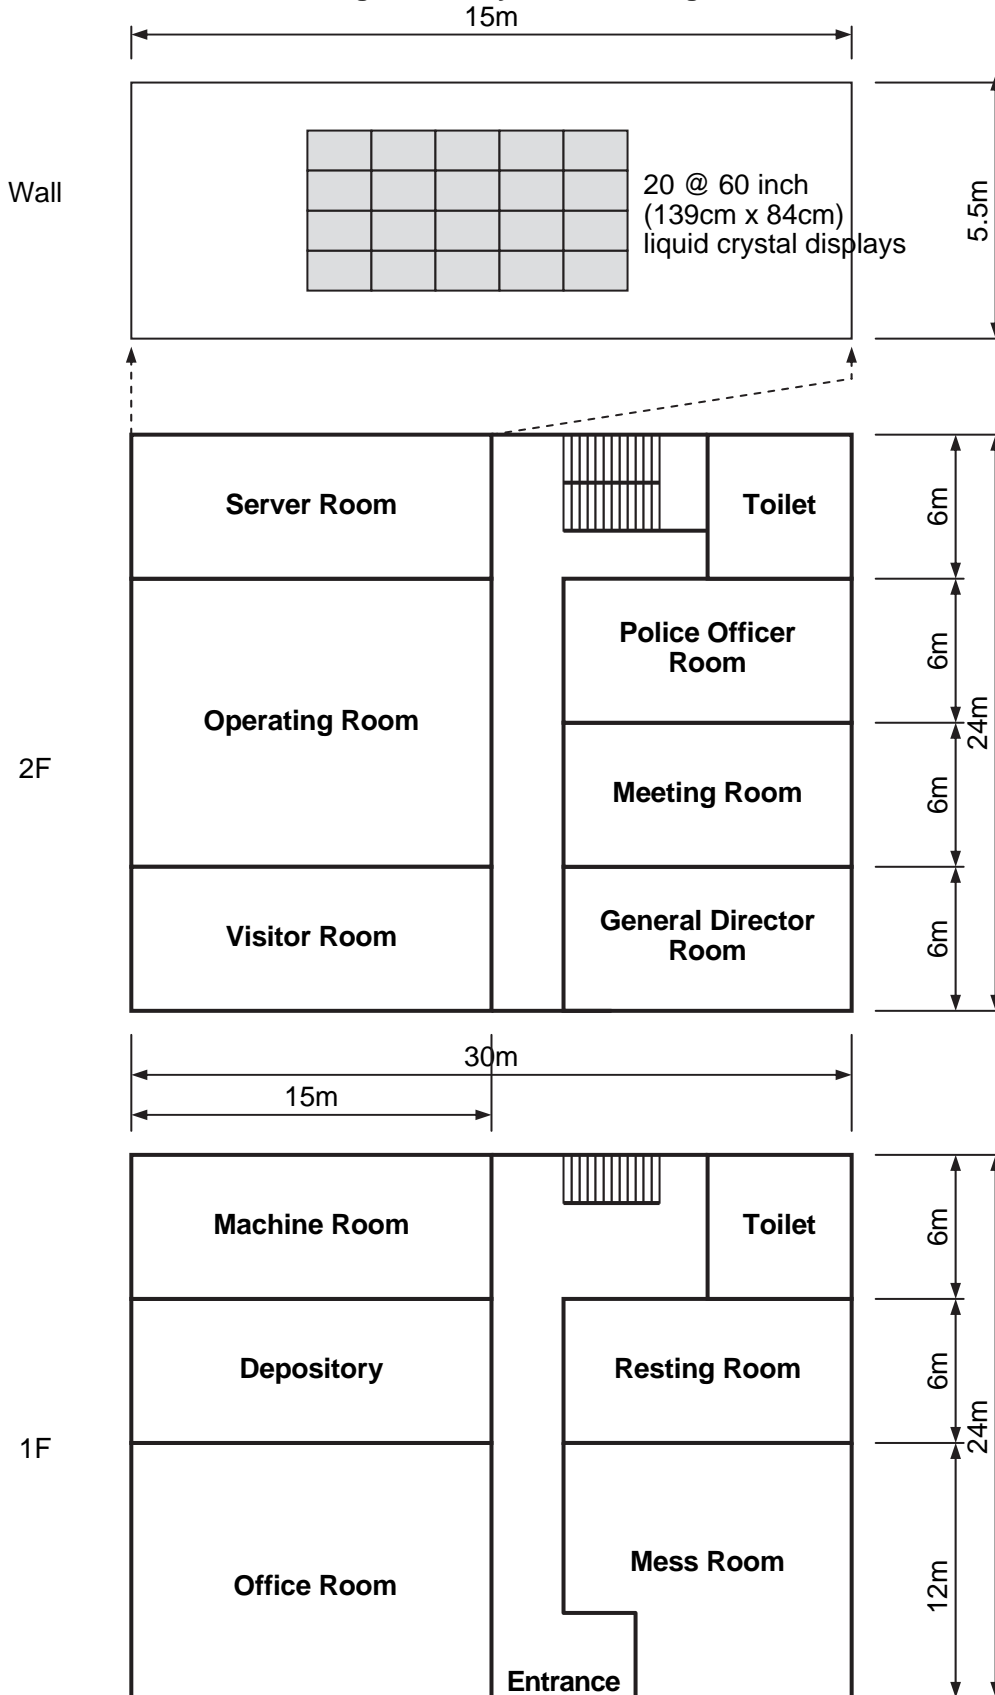 15m
Wall
20 @ 60 inch
(139cm x 84cm)
liquid crystal displays
5.5m
Server Room
Toilet
6m
Police Officer
Room
6m
Operating Room
24m
2F
Meeting Room
6m
Visitor Room
General Director
Room
6m
30m
15m
Machine Room
Toilet
6m
Depository
Resting Room
6m
24m
1F
Office Room
Mess Room
12m
Entrance